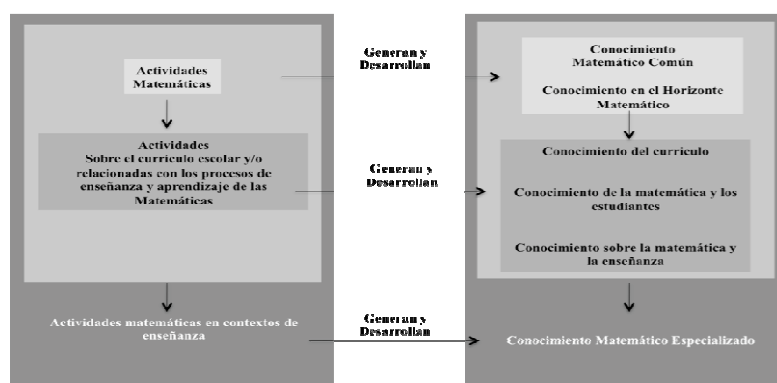 Actividades
Matemáticas
Actividades
Sobre el currículo escolar y/o
relacionadas con los procesos de
enseñanza y aprendizaje de las
Matemáticas
Actividades matemáticas en contextos de
enseñanza
Generan y
Desarrollan
Generan y
Desarrollan
Generan y
Desarrollan
Conocimiento
Matemático Común
Conocimiento en el Horizonte
Matemático
Conocimiento del currículo
Conocimiento de la matemática y los
estudiantes
Conocimiento sobre la matemática y
la enseñanza
Conocimiento Matemático Especializado